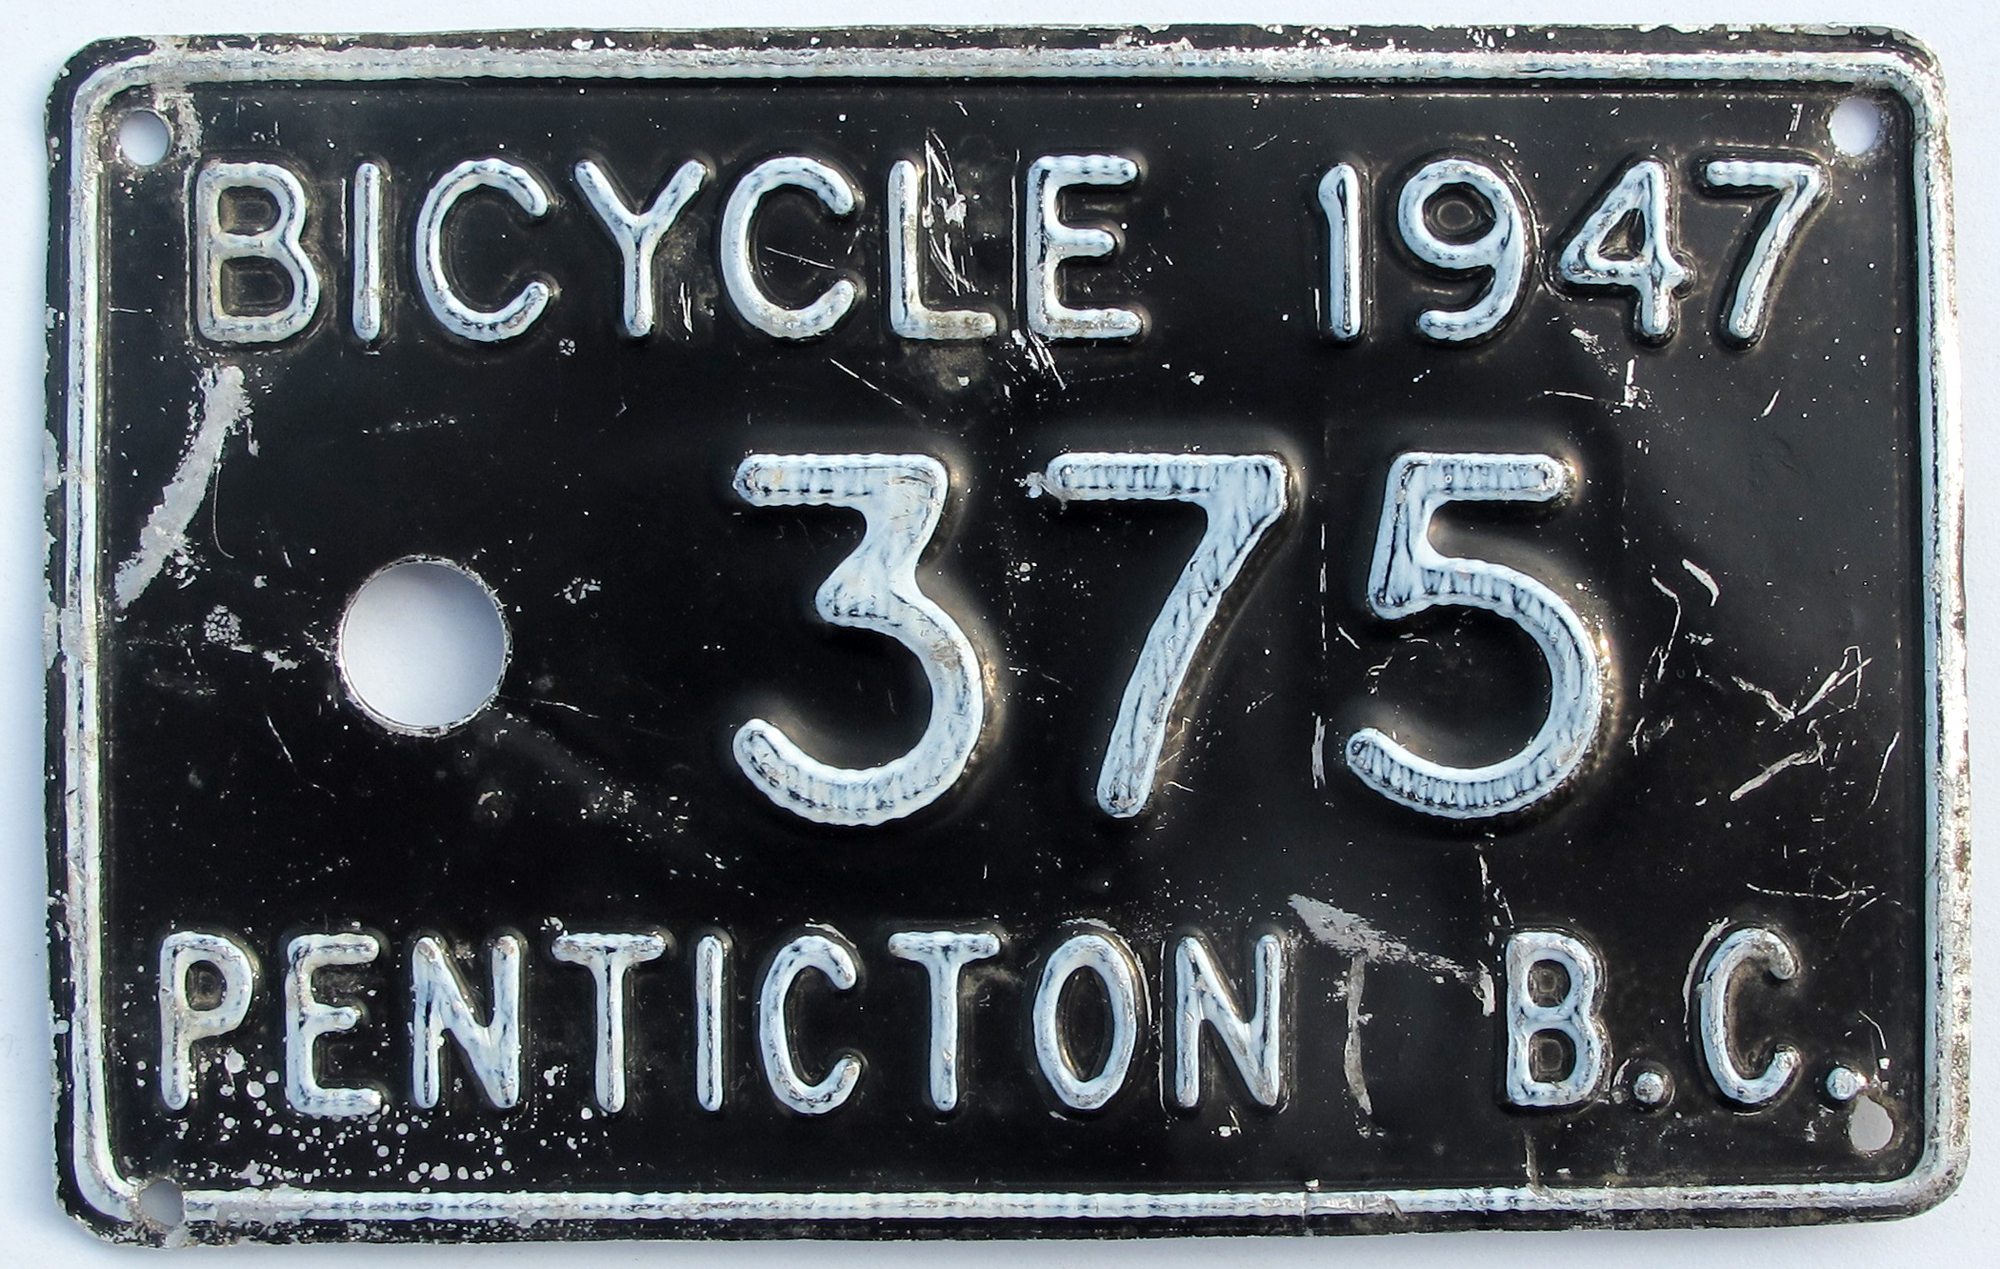 BICYCLE 1947
375
PENTICTON B.C.